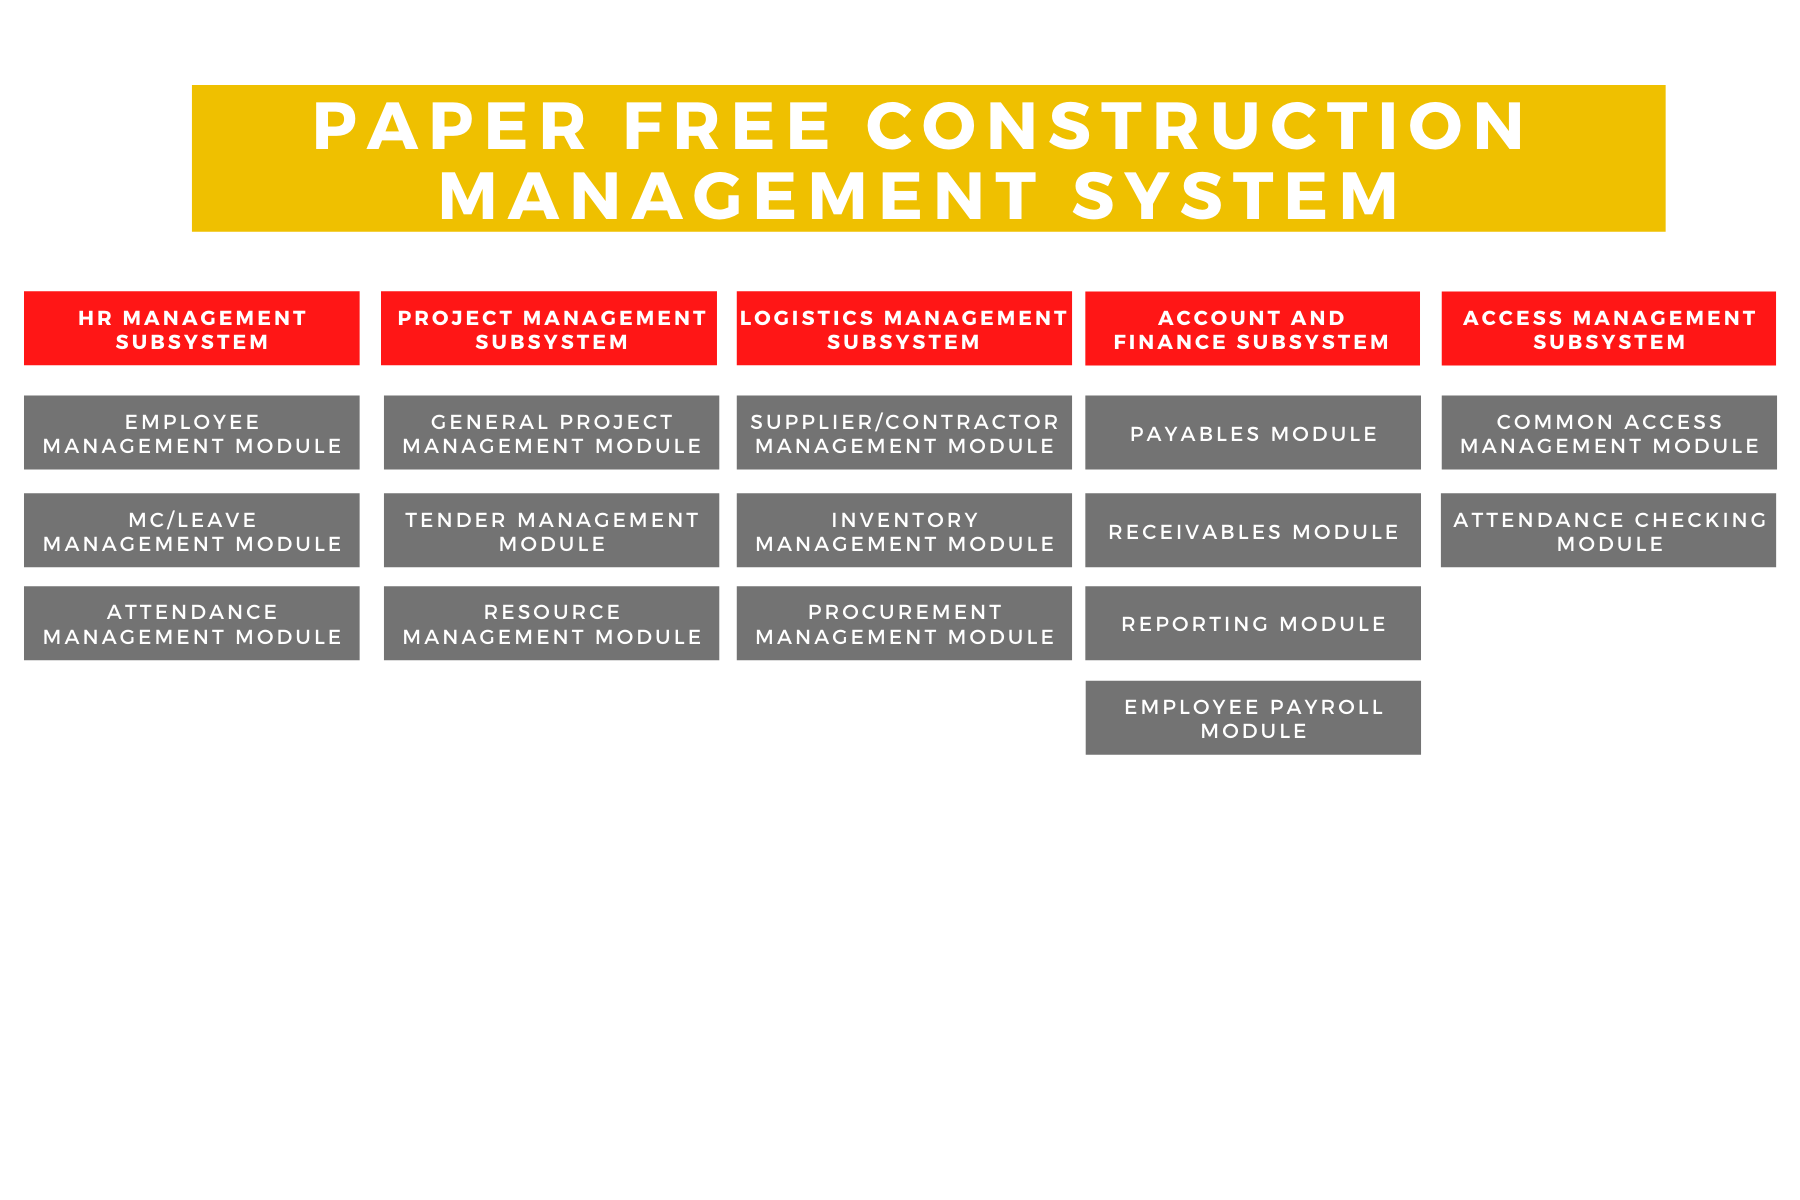 PAPER FREE CONSTRUCTION
MANAGEMENT SYSTEM
HR MANAGEMENT
SUBSYSTEM
EMPLOYEE
MANAGEMENT MODULE
MC/LEAVE
MANAGEMENT MODULE
ATTENDANCE
MANAGEMENT MODULE
PROJECT MANAGEMENT
SUBSYSTEM
GENERAL PROJECT
MANAGEMENT MODULE
TENDER MANAGEMENT
MODULE
RESOURCE
MANAGEMENT MODULE
LOGISTICS MANAGEMENT
SUBSYSTEM
SUPPLIER/CONTRACTOR
MANAGEMENT MODULE
INVENTORY
MANAGEMENT MODULE
PROCUREMENT
MANAGEMENT MODULE
ACCOUNT AND
FINANCE SUBSYSTEM
PAYABLES MODULE
RECEIVABLES MODULE
REPORTING MODULE
EMPLOYEE PAYROLL
MODULE
ACCESS MANAGEMENT
SUBSYSTEM
COMMON ACCESS
MANAGEMENT MODULE
ATTENDANCE CHECKING
MODULE